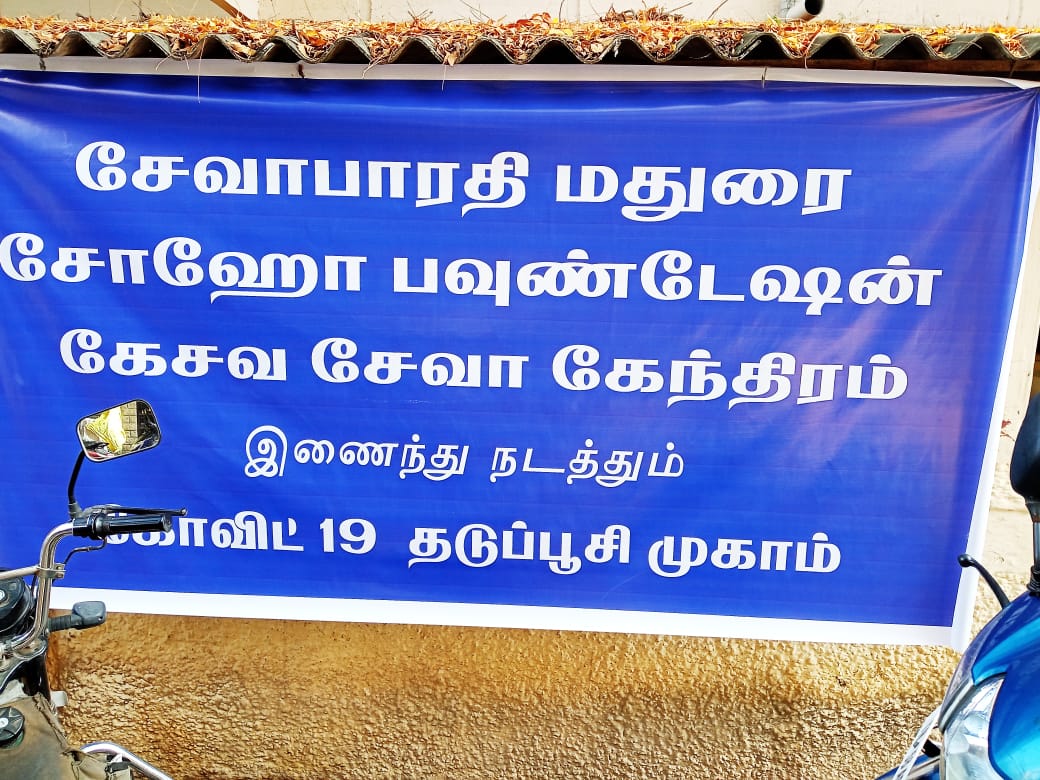 சேவாபாரதி மதுரை
சோஹோ பவுண்டேஷன்
கேசவ சேவா கேந்திரம்
இணைந்து நடத்தும்
கோவிட் 19 தடுப்பூசி முகாம்